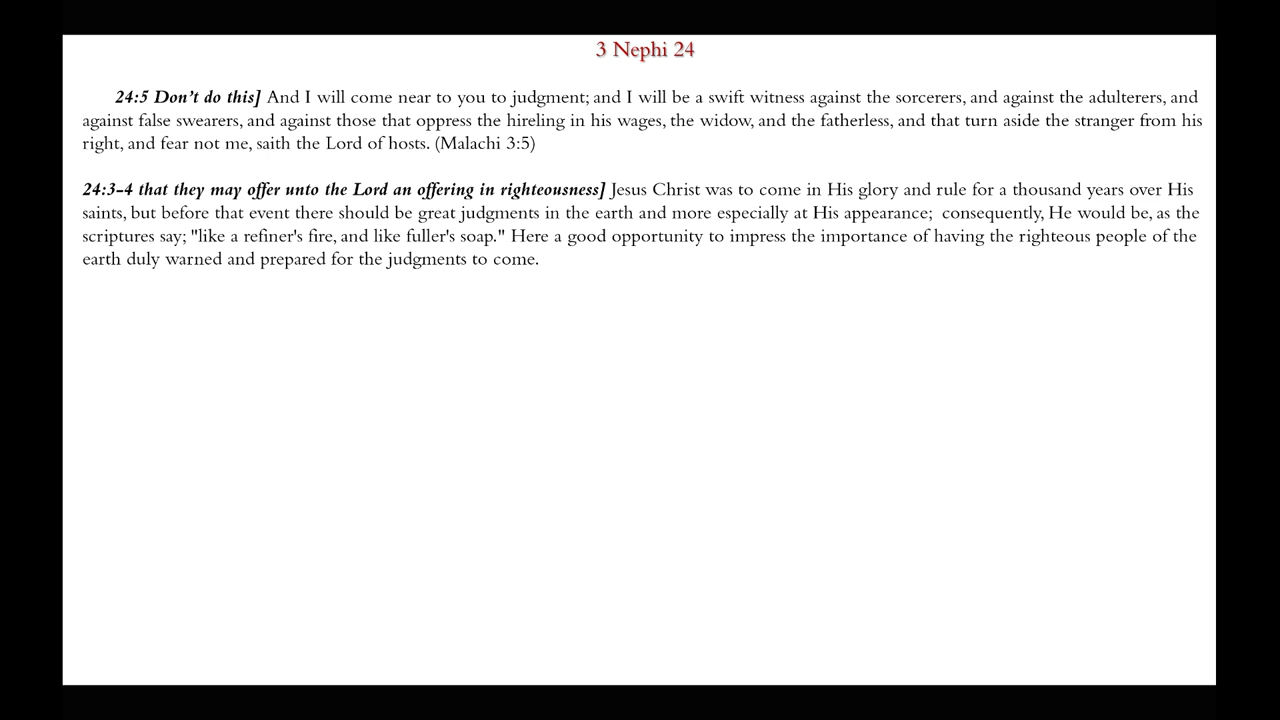 3 Nephi 24
24:5 Don't do this] And I will come near to you to judgment; and I will be a swift witness against the sorcerers, and against the adulterers, and
against false swearers, and against those that oppress the hireling in his wages, the widow, and the fatherless, and that turn aside the stranger from his
right, and fear not me, saith the Lord of hosts. (Malachi 3:5)
24:3-4 that they may offer unto the Lord an offering in righteousness] Jesus Christ was to come in His glory and rule for a thousand years over His
saints, but before that event there should be great judgments in the earth and more especially at His appearance;  consequently, He would be, as the
scriptures say; "like a refiner's fire, and like fuller's soap." Here a good opportunity to impress the importance of having the righteous people of the
earth duly warned and prepared for the judgments to come.